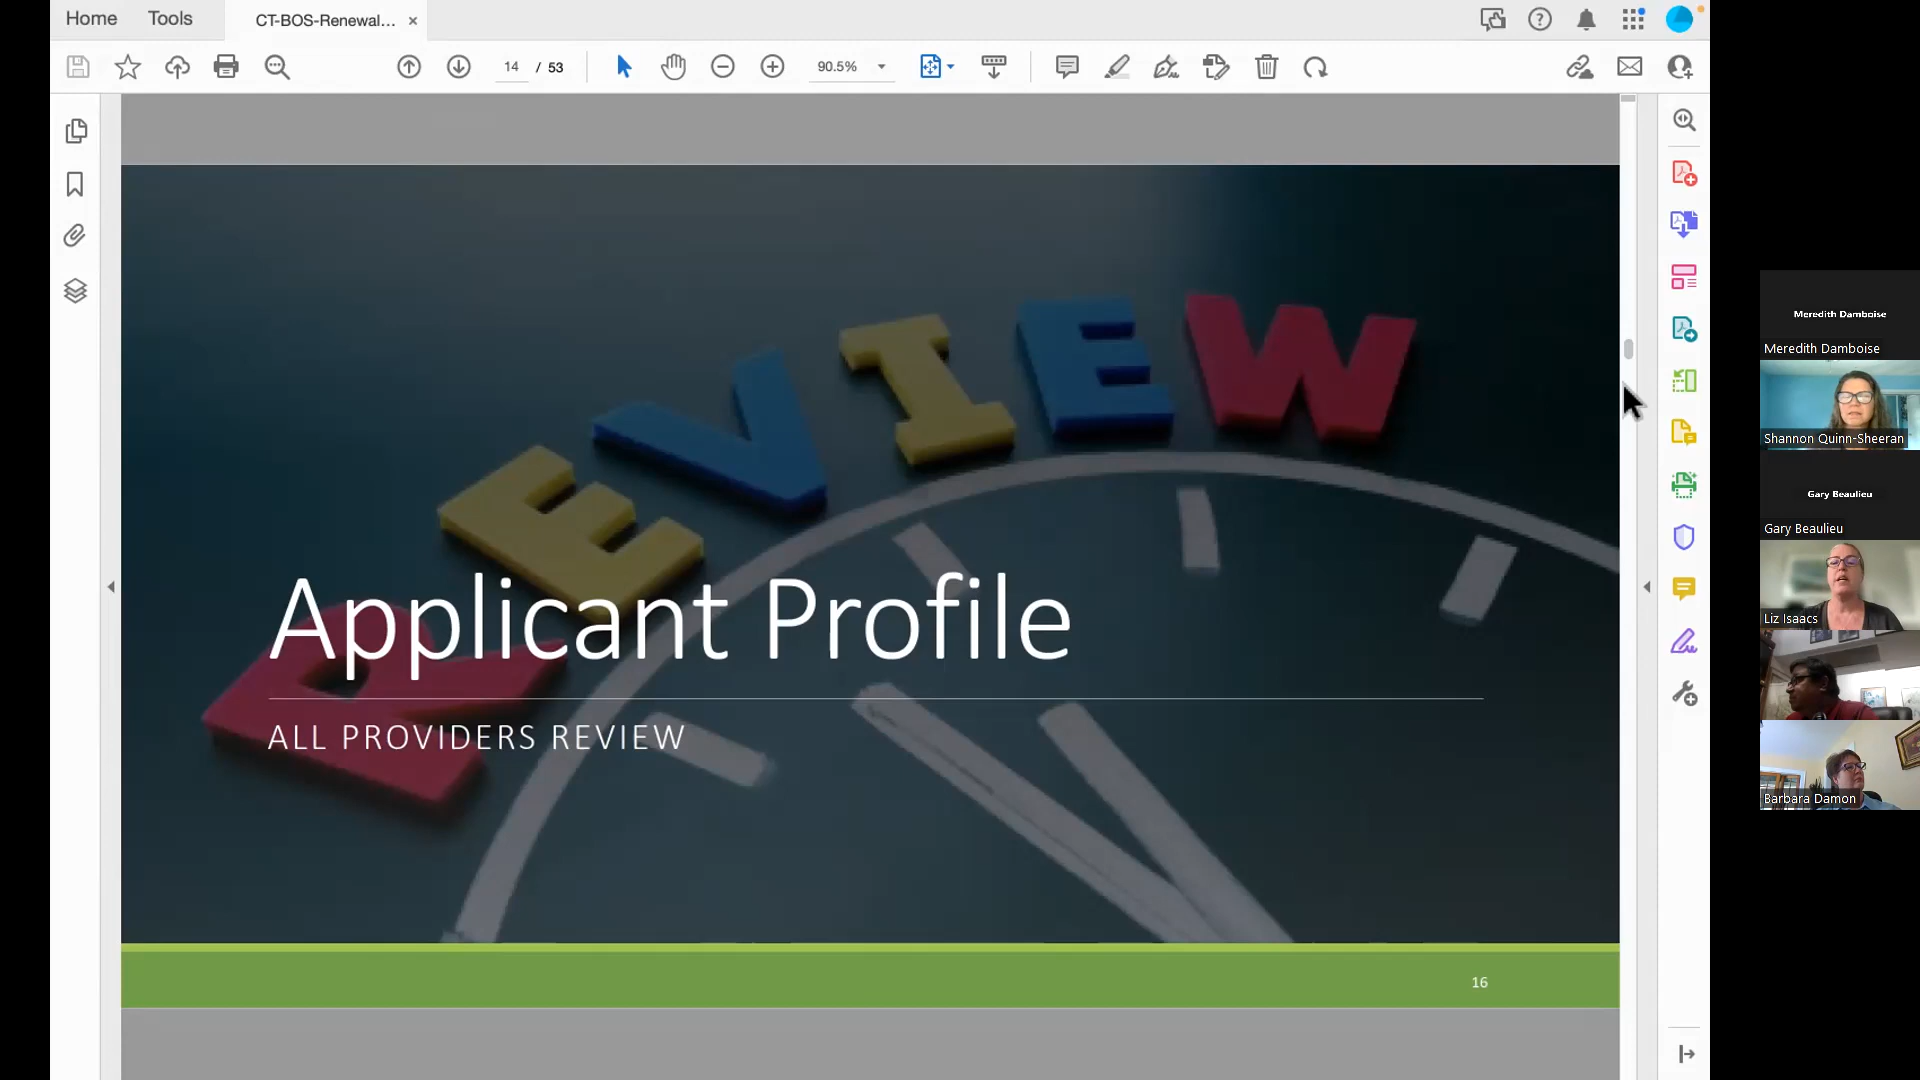 Home Tools CT-BOS-Renewal...
14 / 53 90.5%
REVIEW
Applicant Profile
ALL PROVIDERS REVIEW
16
Meredith Damboise
Meredith Damboise
Shannon Quinn-Sheeran
Gary Beaulieu
Gary Beaulieu
Liz Isaacs
Barbara Damon